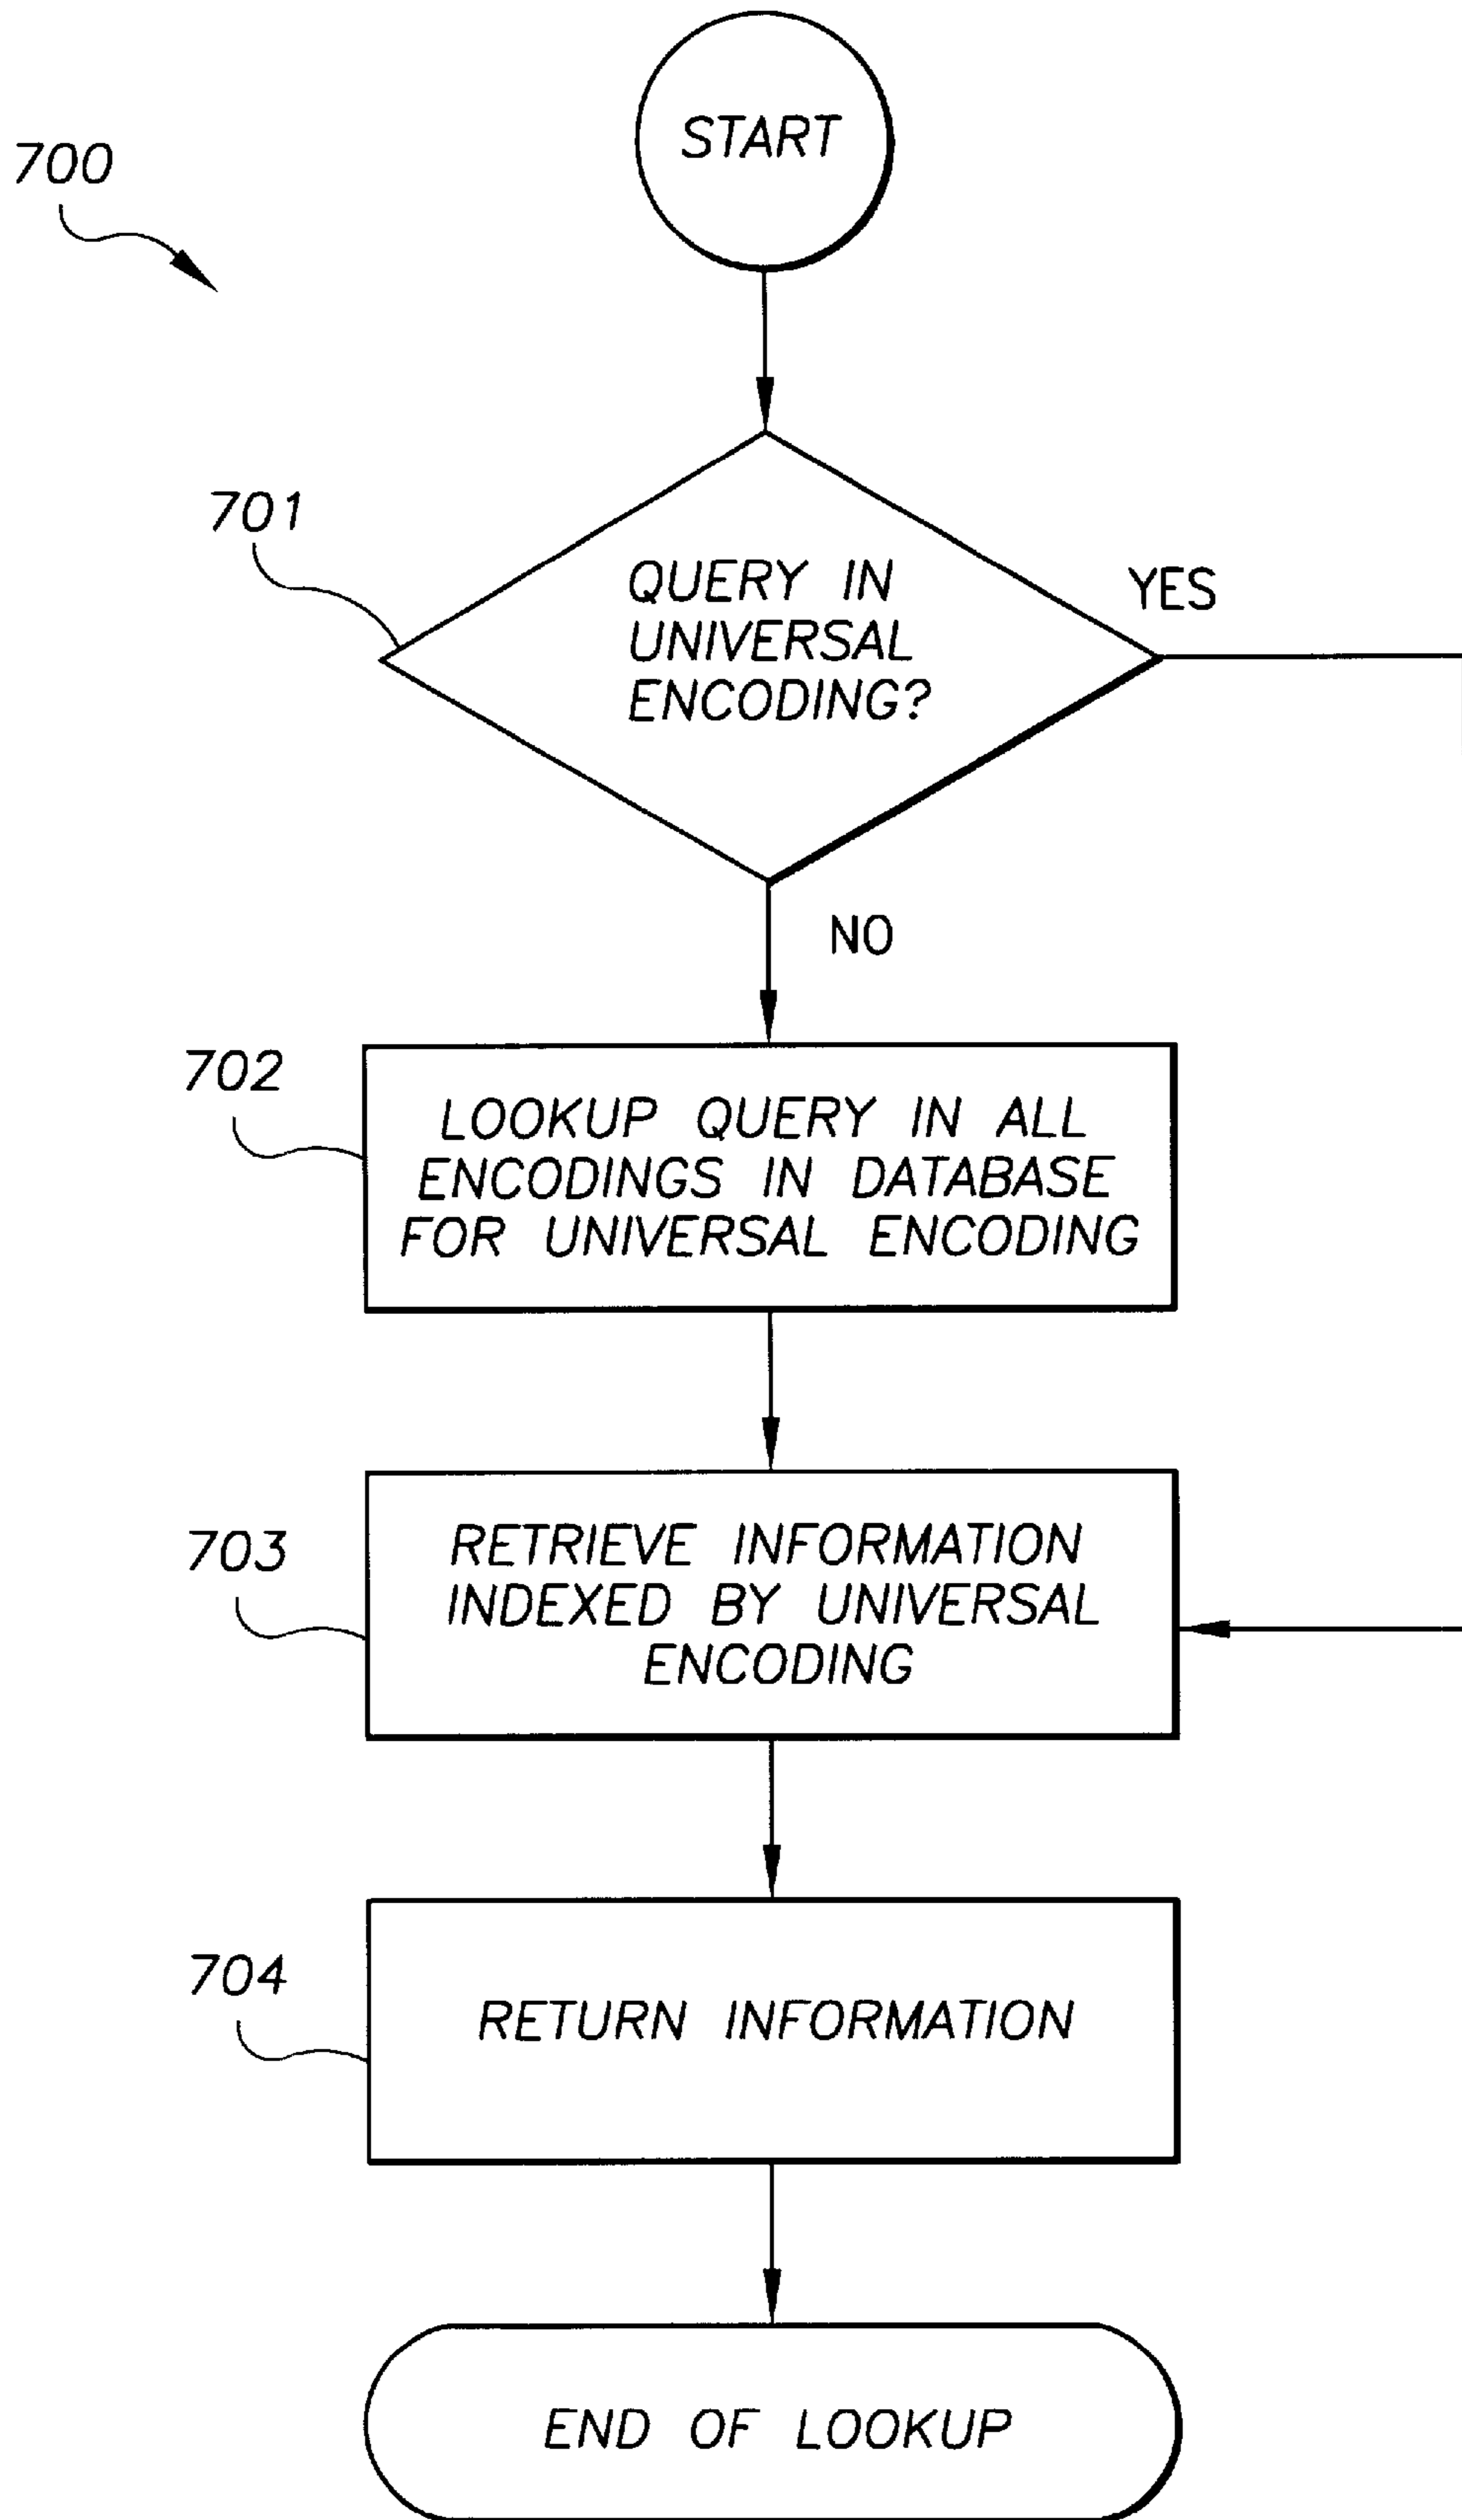 START
700
701
QUERY IN
UNIVERSAL
ENCODING?
YES
NO
702
LOOKUP QUERY IN ALL
ENCODINGS IN DATABASE
FOR UNIVERSAL ENCODING
703
RETRIEVE INFORMATION
INDEXED BY UNIVERSAL
ENCODING
704
RETURN INFORMATION
END OF LOOKUP